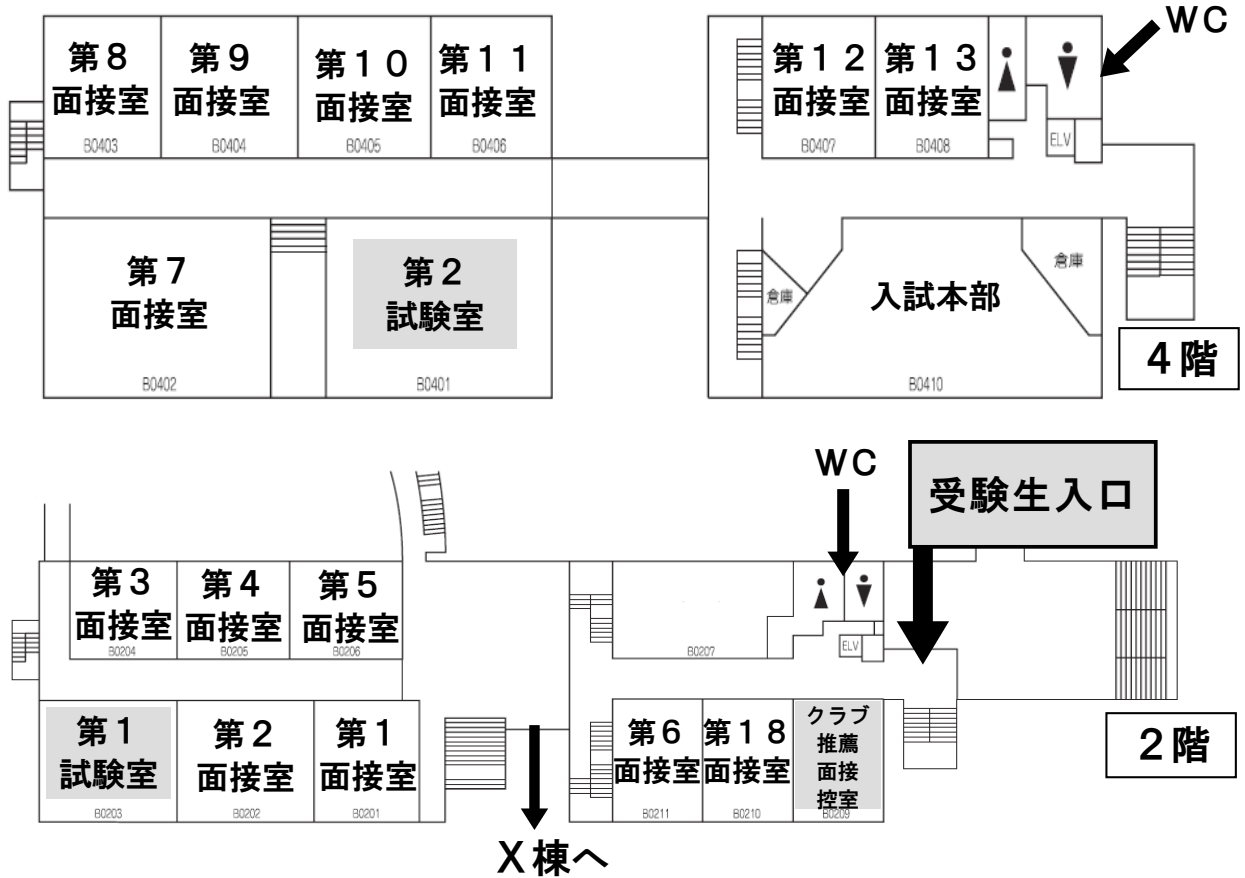 WC
第8
面接室
B0403
第9
面接室
B0404
第10
面接室
B0405
第11
面接室
B0406
第12
面接室
B0407
第13
面接室
B0408
ELV
第7
面接室
B0402
第2
試験室
B0401
倉庫
入試本部
B0410
倉庫
4階
WC
受験生入口
第3
面接室
B0204
第4
面接室
B0205
第5
面接室
B0206
B0207
ELV
第1
試験室
B0203
第2
面接室
B0202
第1
面接室
B0201
第6
面接室
B0211
第18
面接室
B0210
クラブ
推薦
面接
控室
B0209
2階
X棟へ